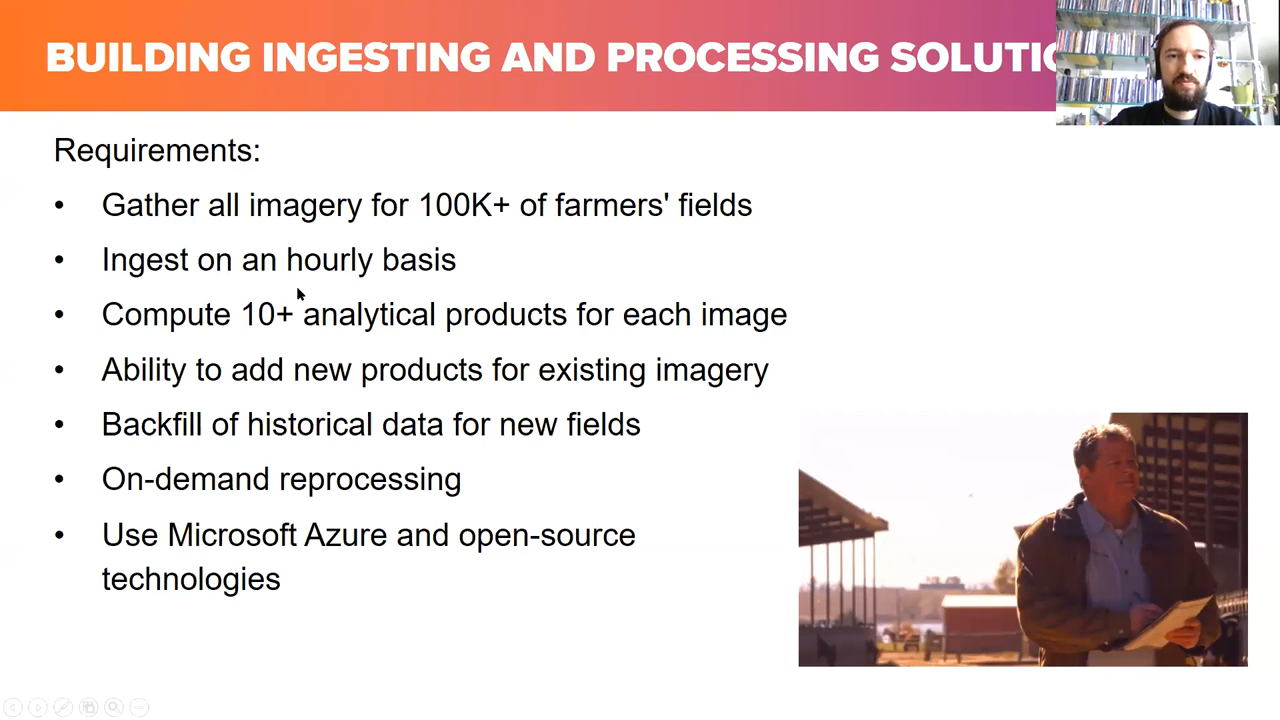 BUILDING INGESTING AND PROCESSING SOLUTIO
Requirements:
• Gather all imagery for 100K+ of farmers' fields
• Ingest on an hourly basis
• Compute 10+ analytical products for each image
• Ability to add new products for existing imagery
• Backfill of historical data for new fields
• On-demand reprocessing
• Use Microsoft Azure and open-source
technologies